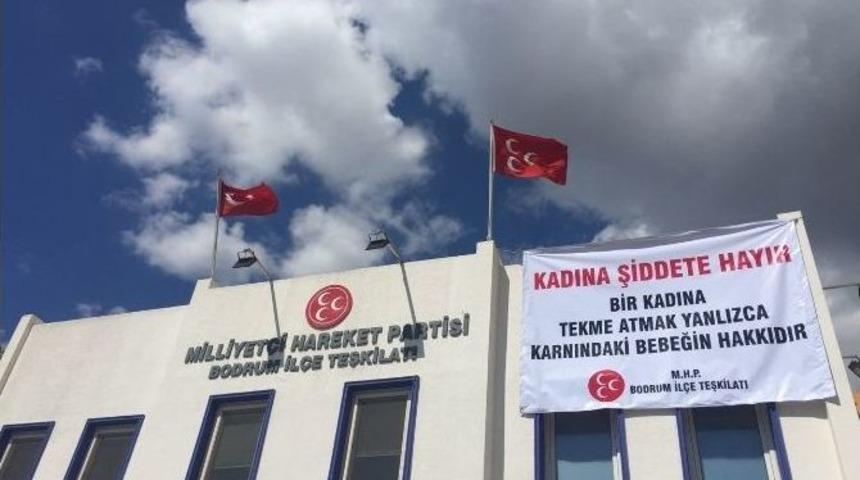 MİLLİYETÇİ HAREKET PARTİSİ
BODRUM İLÇE TEŞKİLATI
KADINA ŞİDDETE HAYIR
BİR KADINA
TEKME ATMAK YANLIZCA
KARNINDAKİ BEBEĞİN HAKKIDIR
M.H.P.
BODRUM İLÇE TEŞKİLATI